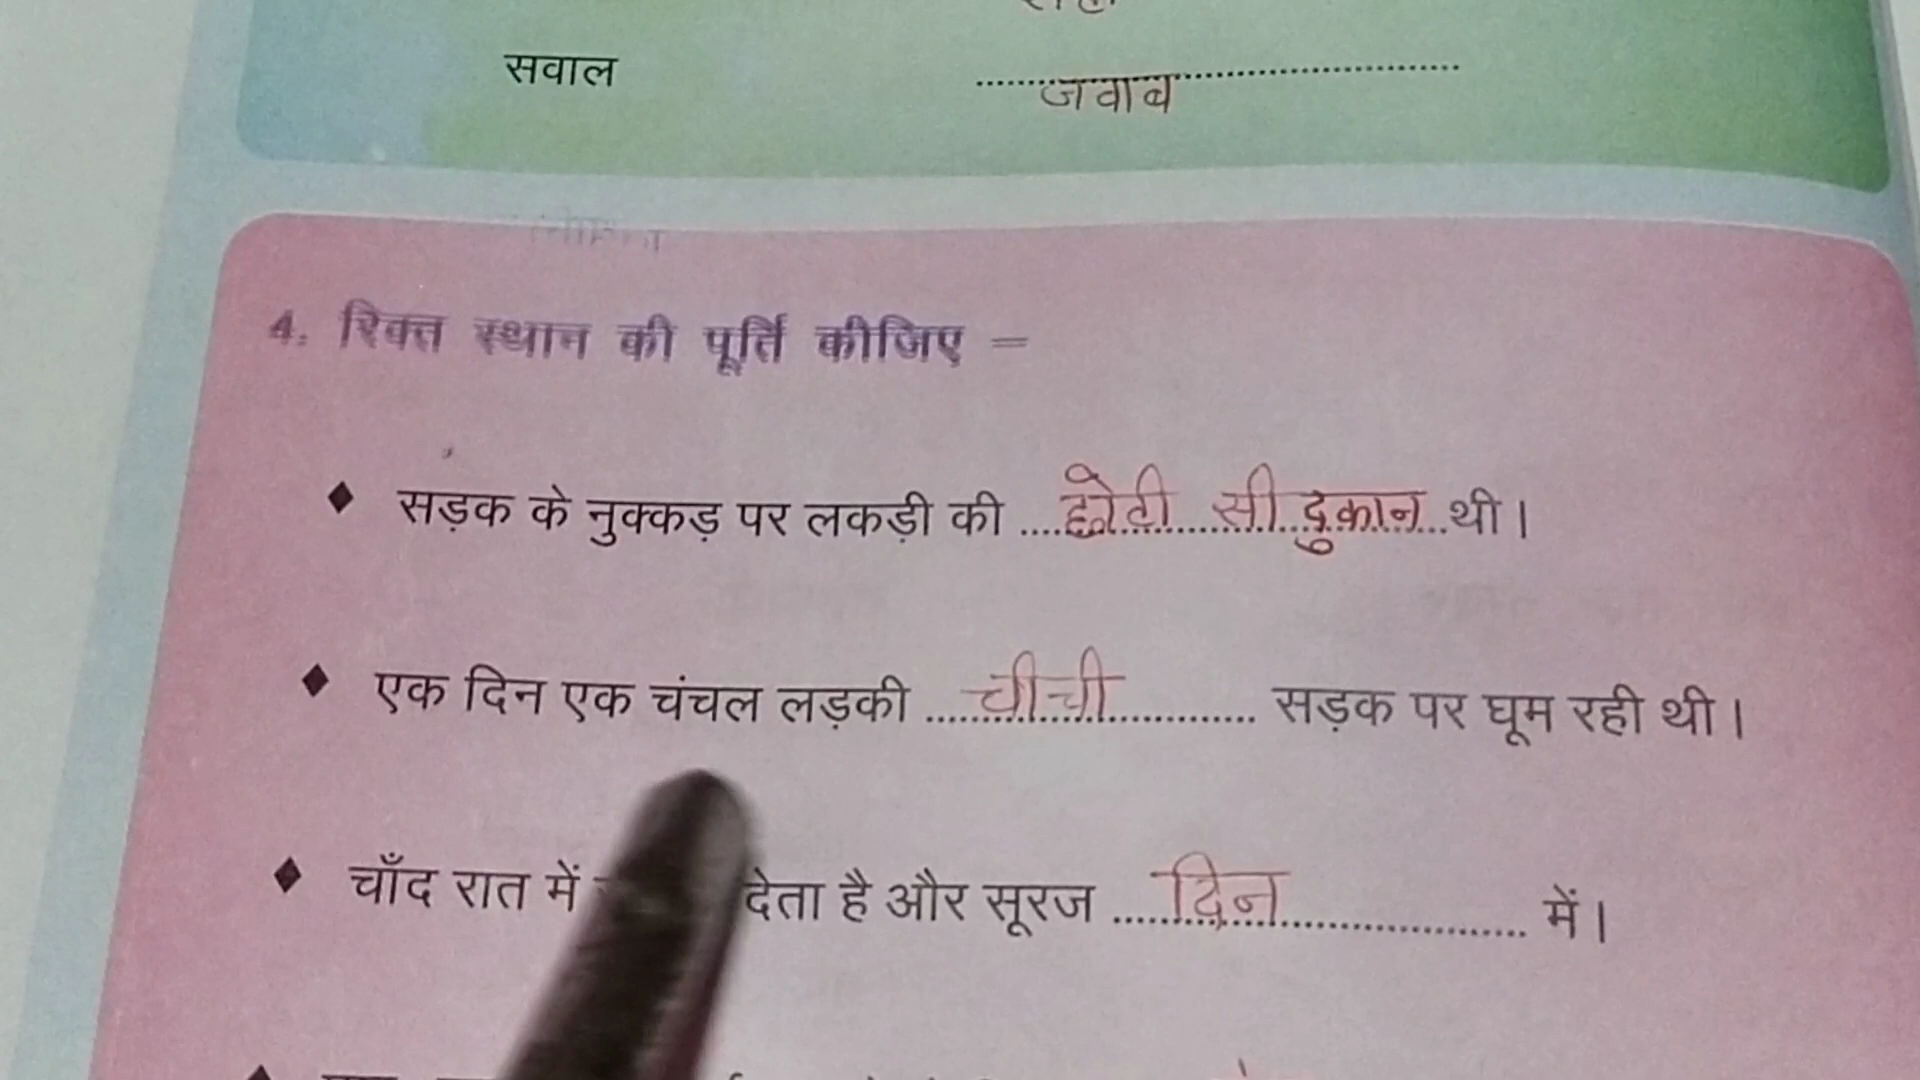 सवाल ........जवाब........
4. रिक्त स्थान की पूर्ति कीजिए –
♦ सड़क के नुक्कड़ पर लकड़ी की ....छोटी सी दुकान...थी।
♦ एक दिन एक चंचल लड़की ....चीची........ सड़क पर घूम रही थी।
♦ चाँद रात में देता है और सूरज ....दिन............ में।